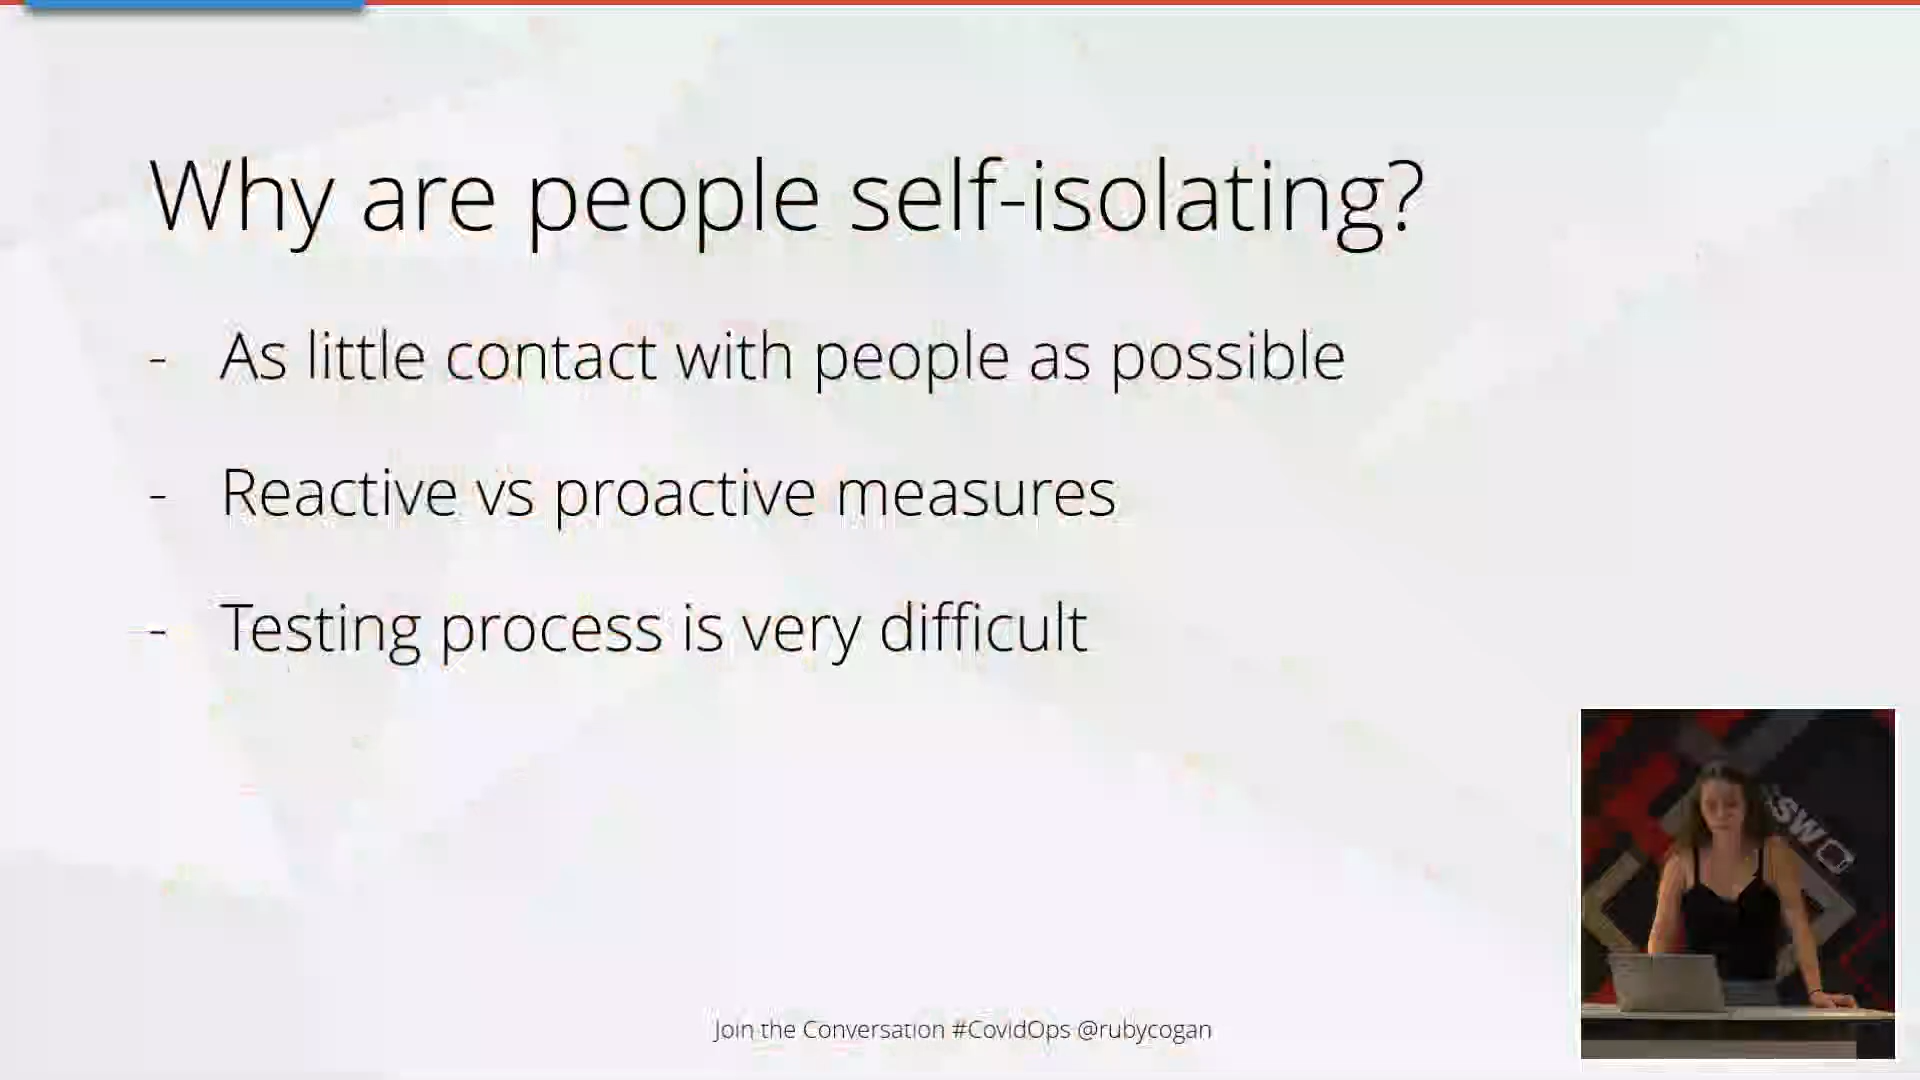 Why are people self-isolating?
- As little contact with people as possible
- Reactive vs proactive measures
- Testing process is very difficult
Join the Conversation #CovidOps @rubycogan
SWO